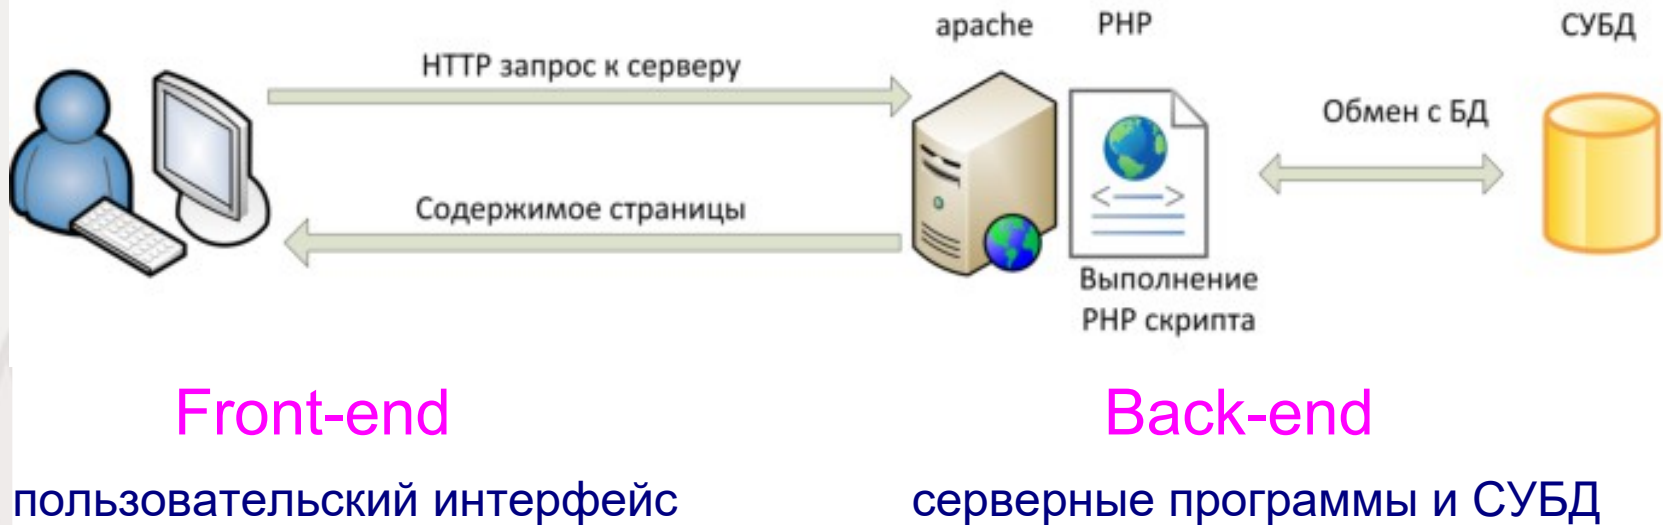 apache PHP СУБД
HTTP запрос к серверу
Обмен с БД
Содержимое страницы
Выполнение
PHP скрипта
Front-end Back-end
пользовательский интерфейс серверные программы и СУБД